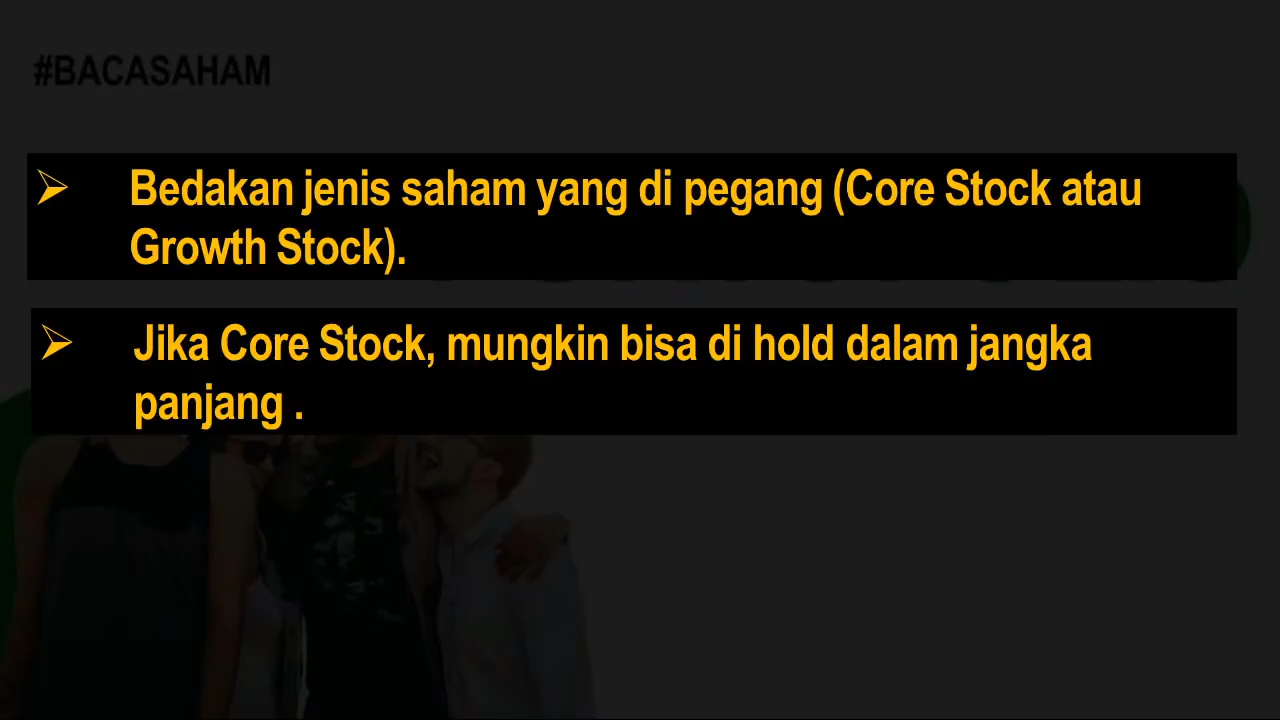 #BACASAHAM
➢ Bedakan jenis saham yang di pegang (Core Stock atau
Growth Stock).
➢ Jika Core Stock, mungkin bisa di hold dalam jangka
panjang .